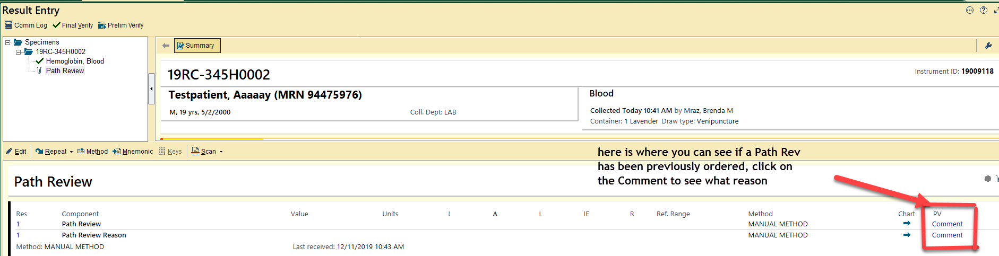 Result Entry
Comm Log Final Verify Prelim Verify
Specimens
19RC-345H0002
Hemoglobin, Blood
Path Review
Summary
19RC-345H0002
Instrument ID: 19009118
Testpatient, Aaaaay (MRN 94475976)
M, 19 yrs, 5/2/2000 Coll. Dept: LAB
Blood
Collected Today 10:41 AM by Mraz, Brenda M
Container: 1 Lavender Draw type: Venipuncture
Edit Repeat Method Mnemonic Keys Scan
here is where you can see if a Path Rev
has been previously ordered, click on
the Comment to see what reason
Path Review
Res Component Value Units ! Δ L IE R Ref. Range Method Chart PV
1 Path Review MANUAL METHOD Comment
1 Path Review Reason MANUAL METHOD Comment
Method: MANUAL METHOD Last received: 12/11/2019 10:43 AM